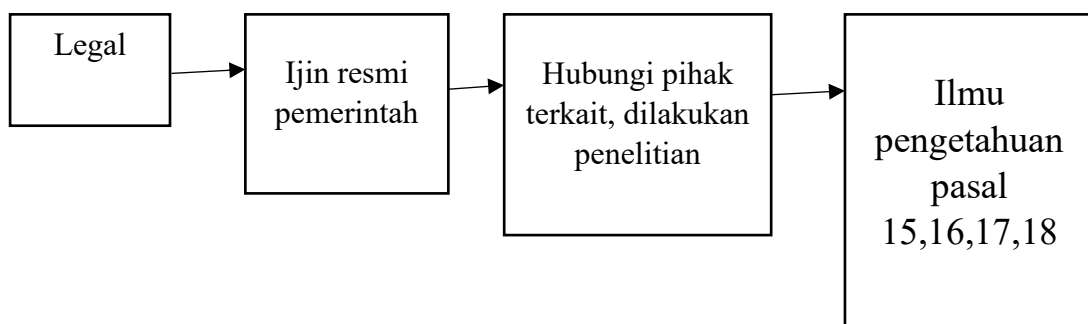 Legal
Ijin resmi
pemerintah
Hubungi pihak
terkait, dilakukan
penelitian
Ilmu
pengetahuan
pasal
15,16,17,18